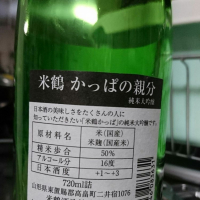 米鶴 かっぱの親分
純米大吟醸
日本酒の美味しさをたくさんの人に
知っていただきたい「米鶴かっぱ」の純米大吟醸です。
原材料名 米(国産)
米麹(国産米)
精米歩合 50%
アルコール分 16度
日本酒度 +1~+3
720ml詰
山形県東置賜郡高畠町二井宿1076